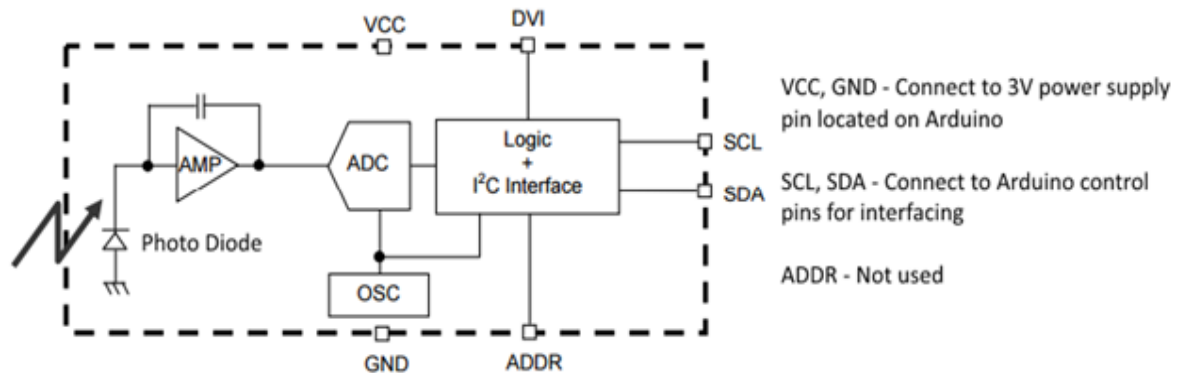 VCC
DVI
AMP
ADC
Logic
+
I²C Interface
SCL
SDA
Photo Diode
OSC
GND
ADDR
VCC, GND - Connect to 3V power supply
pin located on Arduino
SCL, SDA - Connect to Arduino control
pins for interfacing
ADDR - Not used